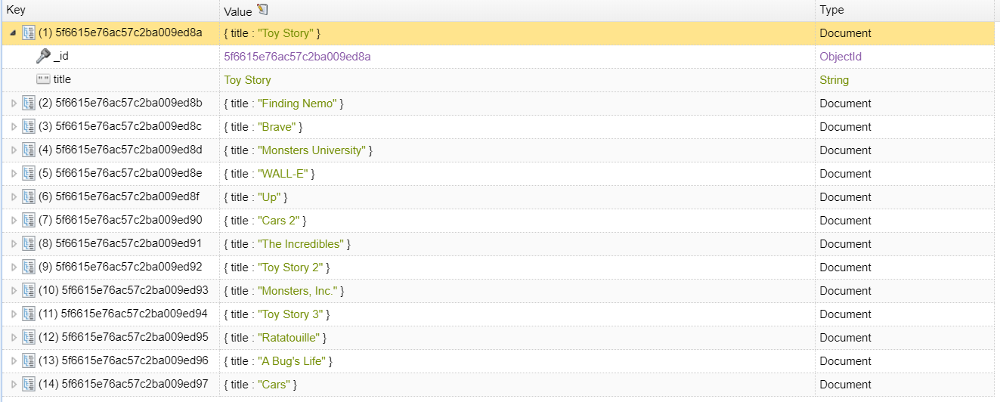 Key Value Type
(1) 5f6615e76ac57c2ba009ed8a { title : "Toy Story" } Document
_id 5f6615e76ac57c2ba009ed8a ObjectId
" " title Toy Story String
(2) 5f6615e76ac57c2ba009ed8b { title : "Finding Nemo" } Document
(3) 5f6615e76ac57c2ba009ed8c { title : "Brave" } Document
(4) 5f6615e76ac57c2ba009ed8d { title : "Monsters University" } Document
(5) 5f6615e76ac57c2ba009ed8e { title : "WALL-E" } Document
(6) 5f6615e76ac57c2ba009ed8f { title : "Up" } Document
(7) 5f6615e76ac57c2ba009ed90 { title : "Cars 2" } Document
(8) 5f6615e76ac57c2ba009ed91 { title : "The Incredibles" } Document
(9) 5f6615e76ac57c2ba009ed92 { title : "Toy Story 2" } Document
(10) 5f6615e76ac57c2ba009ed93 { title : "Monsters, Inc." } Document
(11) 5f6615e76ac57c2ba009ed94 { title : "Toy Story 3" } Document
(12) 5f6615e76ac57c2ba009ed95 { title : "Ratatouille" } Document
(13) 5f6615e76ac57c2ba009ed96 { title : "A Bug's Life" } Document
(14) 5f6615e76ac57c2ba009ed97 { title : "Cars" } Document